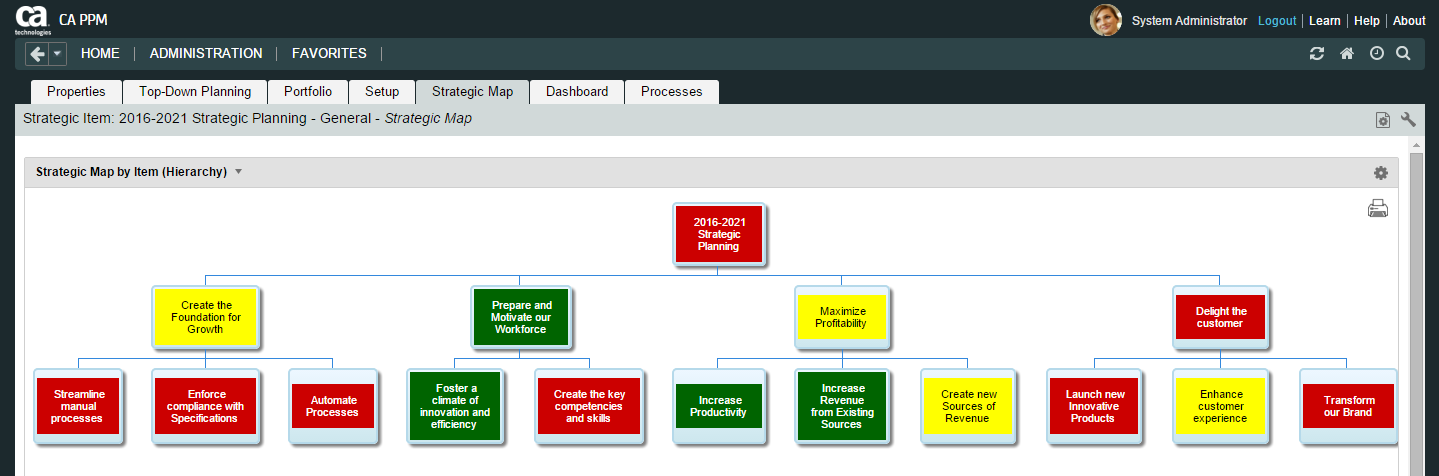 ca
technologies
CA PPM
System Administrator Logout Learn Help About
HOME ADMINISTRATION FAVORITES
Properties Top-Down Planning Portfolio Setup Strategic Map Dashboard Processes
Strategic Item: 2016-2021 Strategic Planning - General - Strategic Map
Strategic Map by Item (Hierarchy)
2016-2021
Strategic
Planning
Create the
Foundation for
Growth
Prepare and
Motivate our
Workforce
Maximize
Profitability
Delight the
customer
Streamline
manual
processes
Enforce
compliance with
Specifications
Automate
Processes
Foster a
climate of
innovation and
efficiency
Create the key
competencies
and skills
Increase
Productivity
Increase
Revenue
from Existing
Sources
Create new
Sources of
Revenue
Launch new
Innovative
Products
Enhance
customer
experience
Transform
our Brand